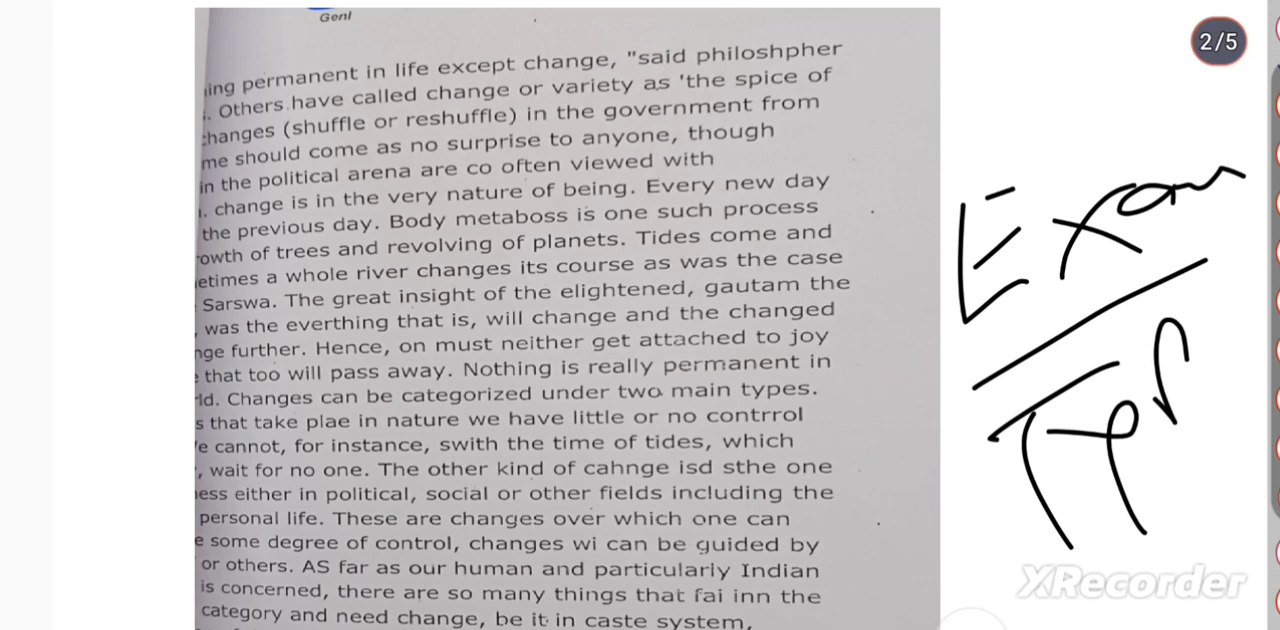 Genl
ing permanent in life except change, "said philoshpher
. Others have called change or variety as 'the spice of
changes (shuffle or reshuffle) in the government from
me should come as no surprise to anyone, though
in the political arena are co often viewed with
. change is in the very nature of being. Every new day
the previous day. Body metaboss is one such process
owth of trees and revolving of planets. Tides come and
etimes a whole river changes its course as was the case
Sarswa. The great insight of the elightened, gautam the
, was the everthing that is, will change and the changed
nge further. Hence, on must neither get attached to joy
that too will pass away. Nothing is really permanent in
ld. Changes can be categorized under two main types.
s that take plae in nature we have little or no contrrol
e cannot, for instance, swith the time of tides, which
, wait for no one. The other kind of cahnge isd sthe one
ess either in political, social or other fields including the
personal life. These are changes over which one can
e some degree of control, changes wi can be guided by
or others. AS far as our human and particularly Indian
is concerned, there are so many things that fai inn the
category and need change, be it in caste system,
2/5
Exam
XRecorder